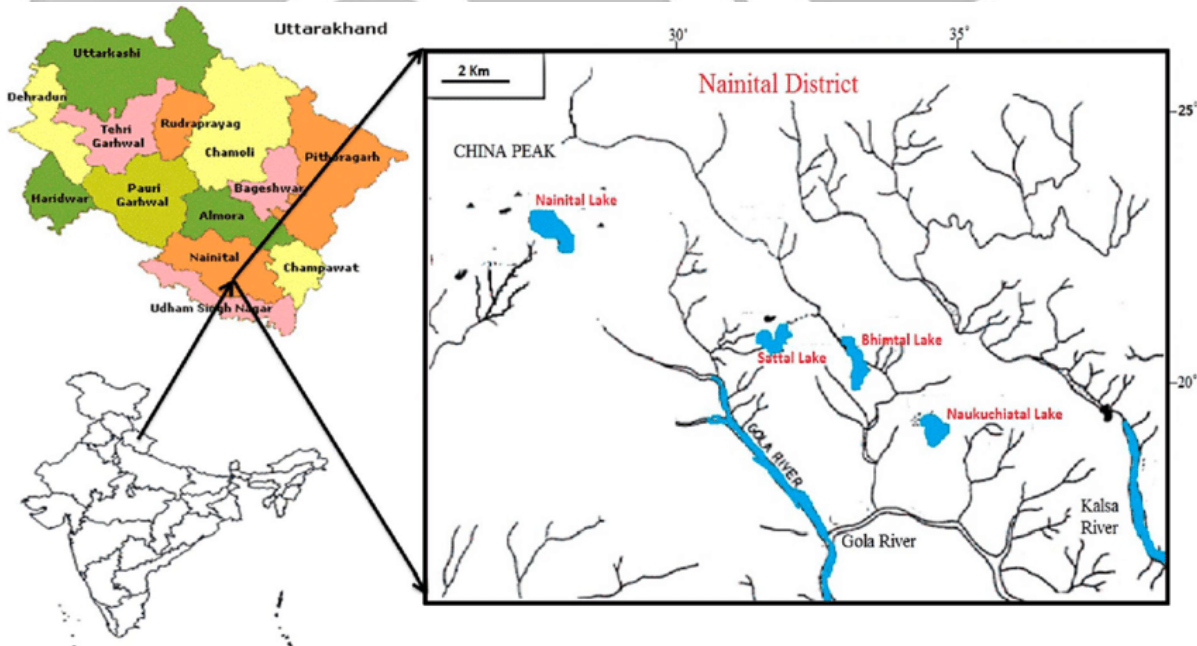 Uttarakhand
Uttarkashi
Dehradun
Tehri
Garhwal
Rudraprayag
Chamoli
Pithoragarh
Haridwar
Pauri
Garhwal
Bageshwar
Almora
Nainital
Champawat
Udham Singh Nagar
30°
35°
25°
20°
2 Km
Nainital District
CHINA PEAK
Nainital Lake
Sattal Lake
Bhimtal Lake
Naukuchiatal Lake
GOLA RIVER
Gola River
Kalsa
River